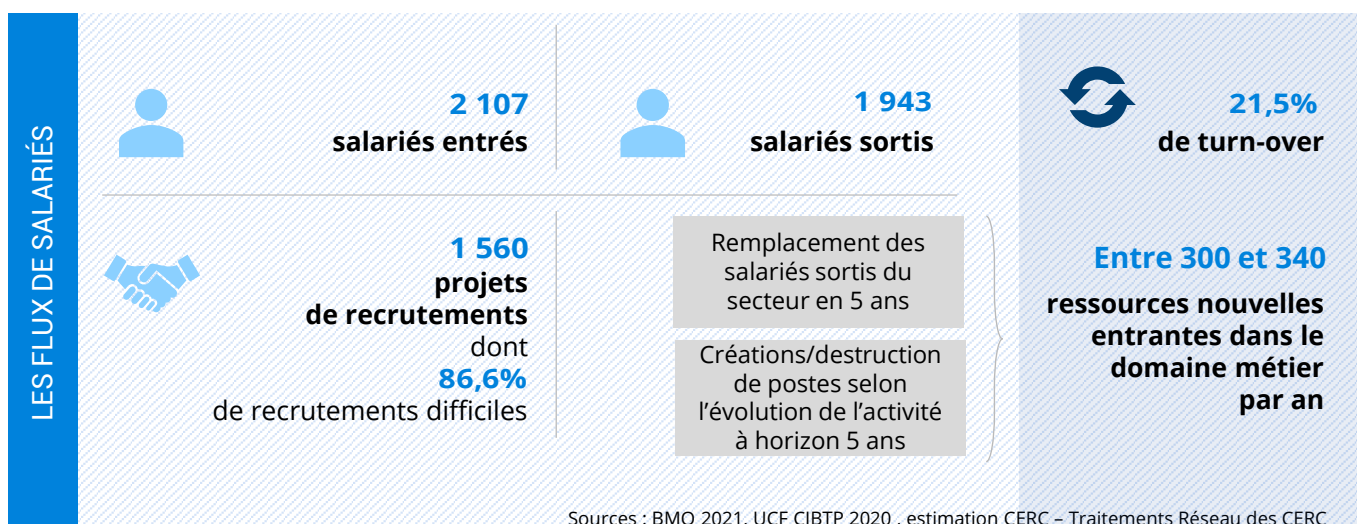 LES FLUX DE SALARIÉS
2 107
salariés entrés
1 943
salariés sortis
21,5%
de turn-over
1 560
projets
de recrutements
dont
86,6%
de recrutements difficiles
Remplacement des
salariés sortis du
secteur en 5 ans
Créations/destruction
de postes selon
l’évolution de l’activité
à horizon 5 ans
Entre 300 et 340
ressources nouvelles
entrantes dans le
domaine métier
par an
Sources : BMO 2021, UCF CIBTP 2020 , estimation CERC – Traitements Réseau des CERC